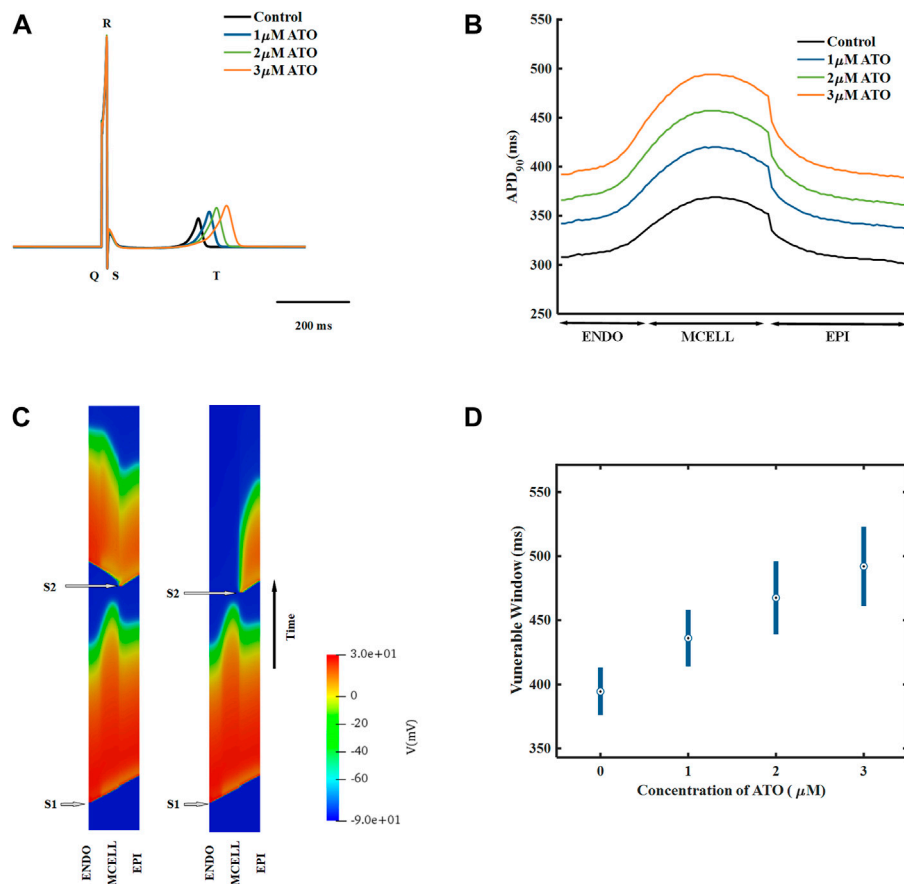 A
R
Control
1μM ATO
2μM ATO
3μM ATO
Q
S
T
200 ms
B
APD90(ms)
500
450
400
350
300
250
Control
1μM ATO
2μM ATO
3μM ATO
ENDO
MCELL
EPI
C
S2
S1
ENDO
MCELL
EPI
S2
S1
ENDO
MCELL
EPI
Time
3.0e+01
0
-20
-40
-60
-9.0e+01
V(mV)
D
Vunerable Window (ms)
550
500
450
400
350
0
1
2
3
Concentration of ATO ( μM)